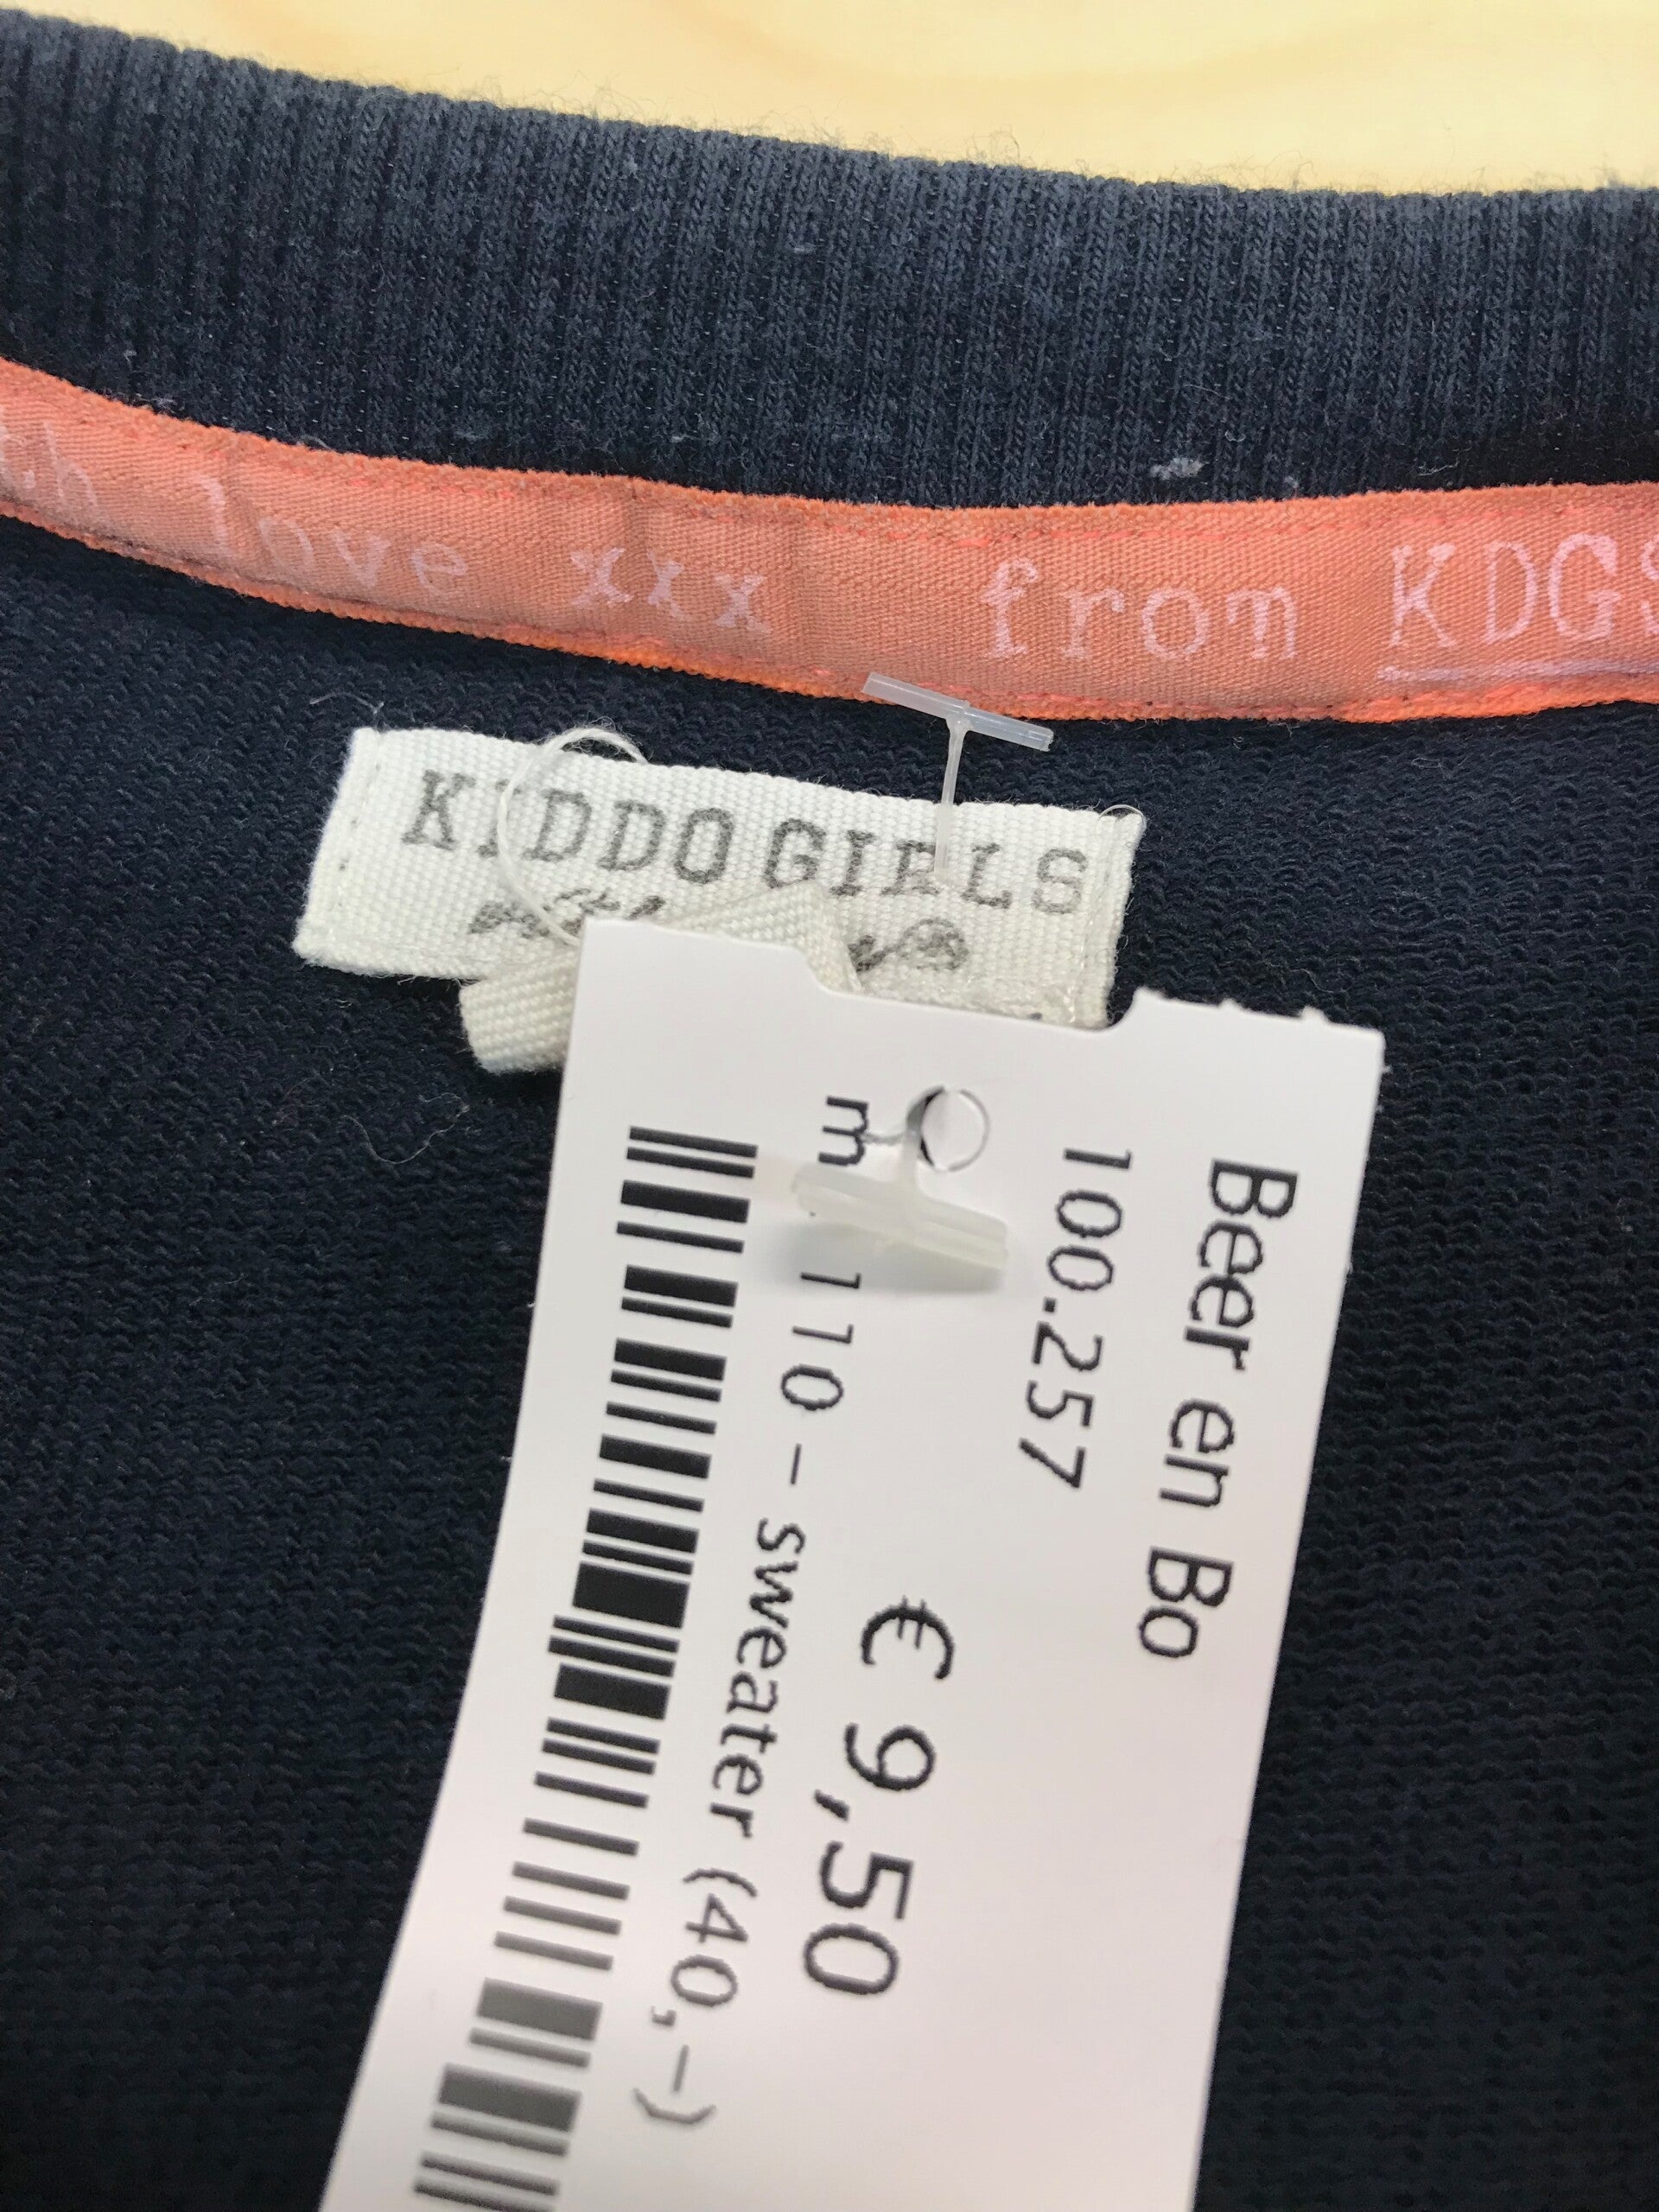 love xxx from KDGS
KIDDO GIRLS
Beer en Bo
100.257
€ 9,50
m 110 - sweater (40,-)